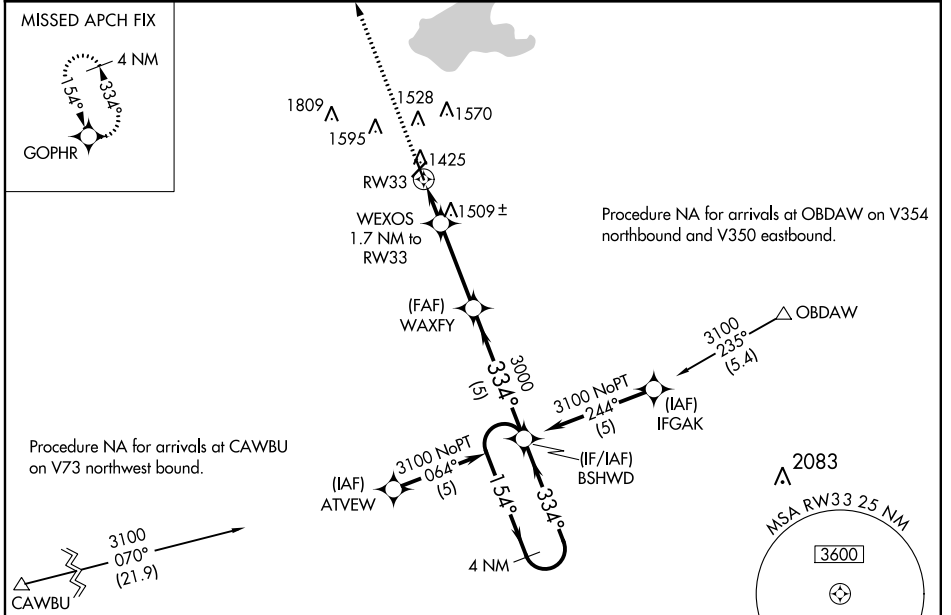 MISSED APCH FIX
4 NM
154°
334°
GOPHR
1809
1595
1528
1570
1425
RW33
1509 ±
WEXOS
1.7 NM to
RW33
Procedure NA for arrivals at OBDAW on V354
northbound and V350 eastbound.
(FAF)
WAXFY
OBDAW
3100
235°
(5.4)
3000
334°
(5)
3100 NoPT
244°
(5)
(IAF)
IFGAK
Procedure NA for arrivals at CAWBU
on V73 northwest bound.
(IF/IAF)
BSHWD
3100 NoPT
064°
(5)
(IAF)
ATVEW
154°
334°
4 NM
2083
MSA RW33 25 NM
3600
3100
070°
(21.9)
CAWBU